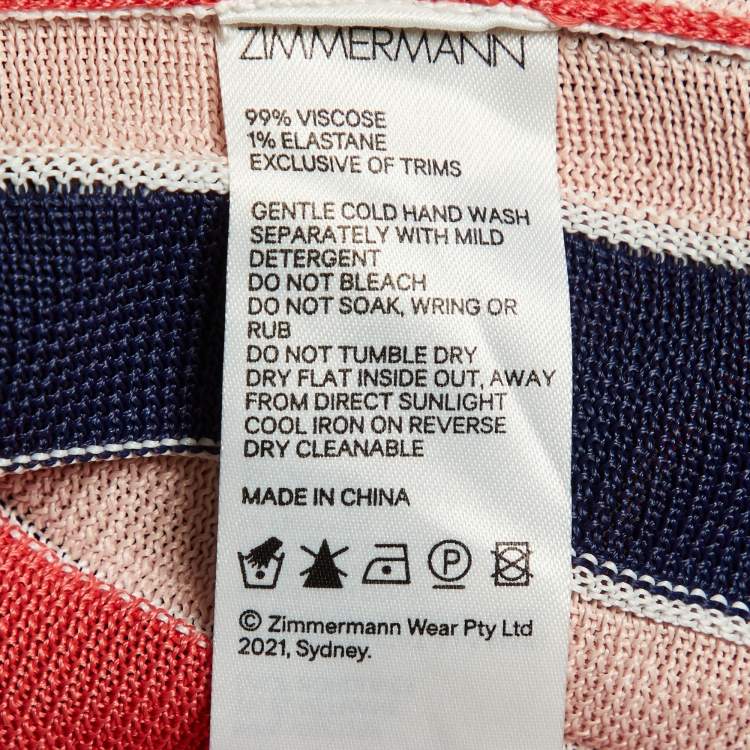 ZIMMERMANN
99% VISCOSE
1% ELASTANE
EXCLUSIVE OF TRIMS
GENTLE COLD HAND WASH
SEPARATELY WITH MILD
DETERGENT
DO NOT BLEACH
DO NOT SOAK, WRING OR
RUB
DO NOT TUMBLE DRY
DRY FLAT INSIDE OUT, AWAY
FROM DIRECT SUNLIGHT
COOL IRON ON REVERSE
DRY CLEANABLE
MADE IN CHINA
P
© Zimmermann Wear Pty Ltd
2021, Sydney.